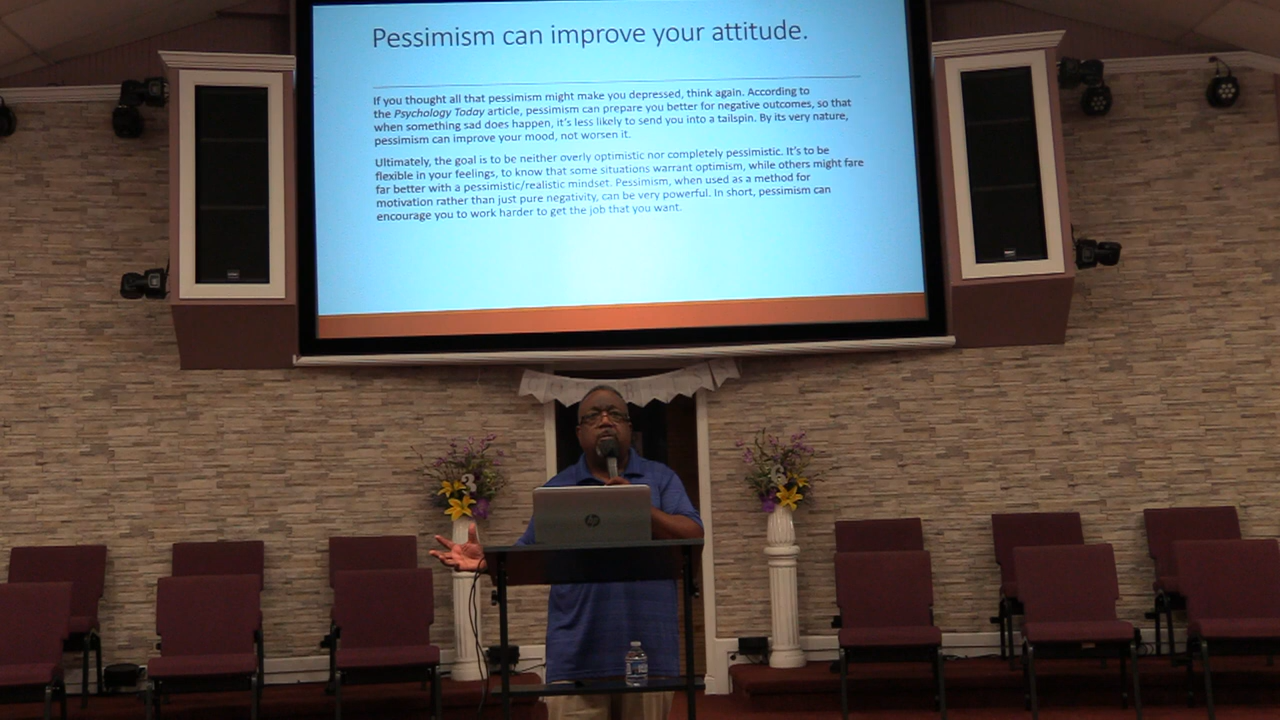 Pessimism can improve your attitude.
If you thought all that pessimism might make you depressed, think again. According to
the Psychology Today article, pessimism can prepare you better for negative outcomes, so that
when something sad does happen, it's less likely to send you into a tailspin. By its very nature,
pessimism can improve your mood, not worsen it.
Ultimately, the goal is to be neither overly optimistic nor completely pessimistic. It's to be
flexible in your feelings, to know that some situations warrant optimism, while others might fare
far better with a pessimistic/realistic mindset. Pessimism, when used as a method for
motivation rather than just pure negativity, can be very powerful. In short, pessimism can
encourage you to work harder to get the job that you want.
hp